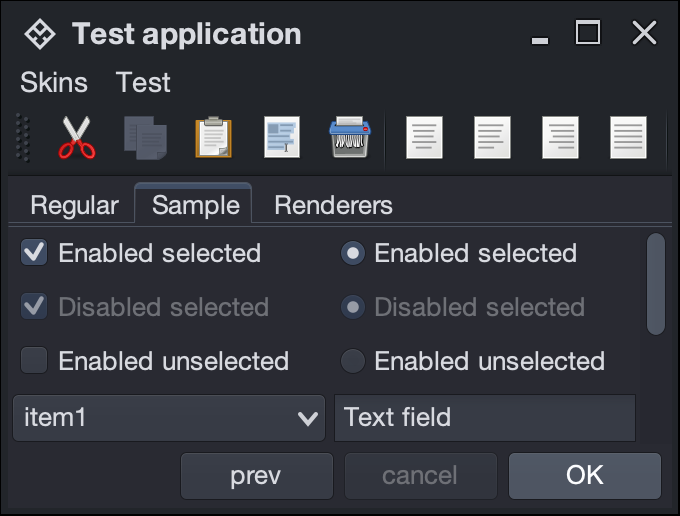 Test application
Skins Test
Regular Sample Renderers
Enabled selected Enabled selected
Disabled selected Disabled selected
Enabled unselected Enabled unselected
item1 Text field
prev cancel OK